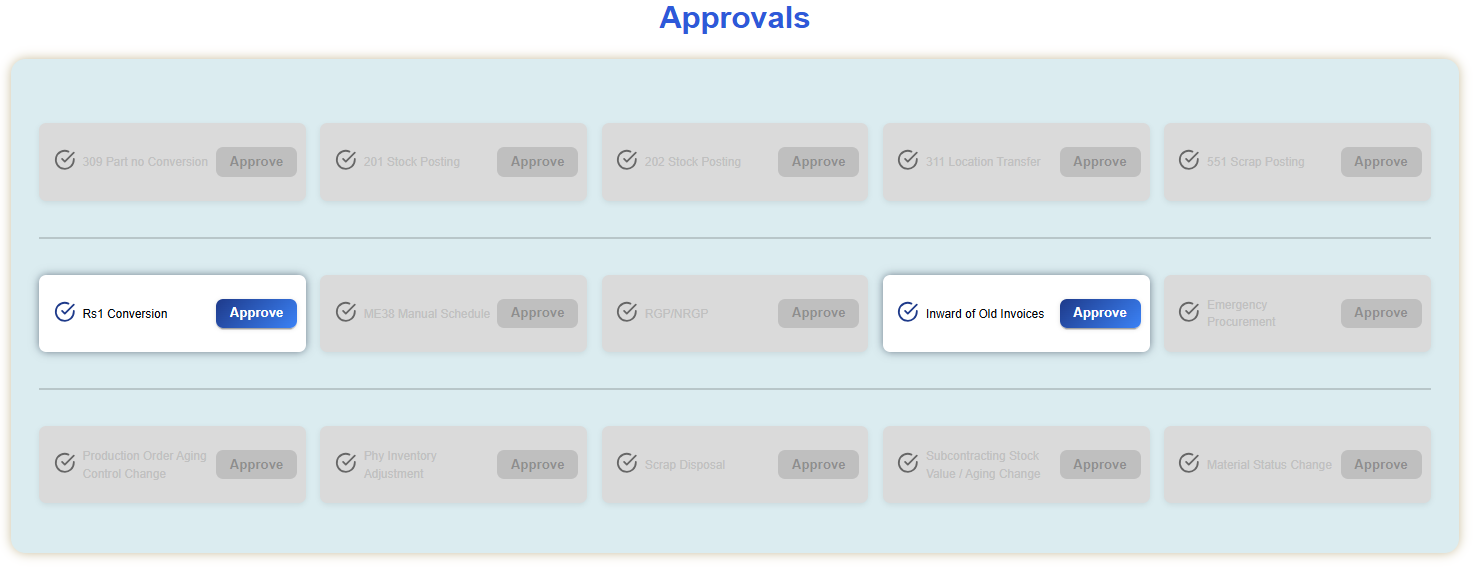 Approvals
309 Part no Conversion Approve
201 Stock Posting Approve
202 Stock Posting Approve
311 Location Transfer Approve
551 Scrap Posting Approve
Rs1 Conversion Approve
ME38 Manual Schedule Approve
RGP/NRGP Approve
Inward of Old Invoices Approve
Emergency
Procurement
Approve
Production Order Aging
Control Change
Approve
Phy Inventory
Adjustment
Approve
Scrap Disposal Approve
Subcontracting Stock
Value / Aging Change
Approve
Material Status Change Approve